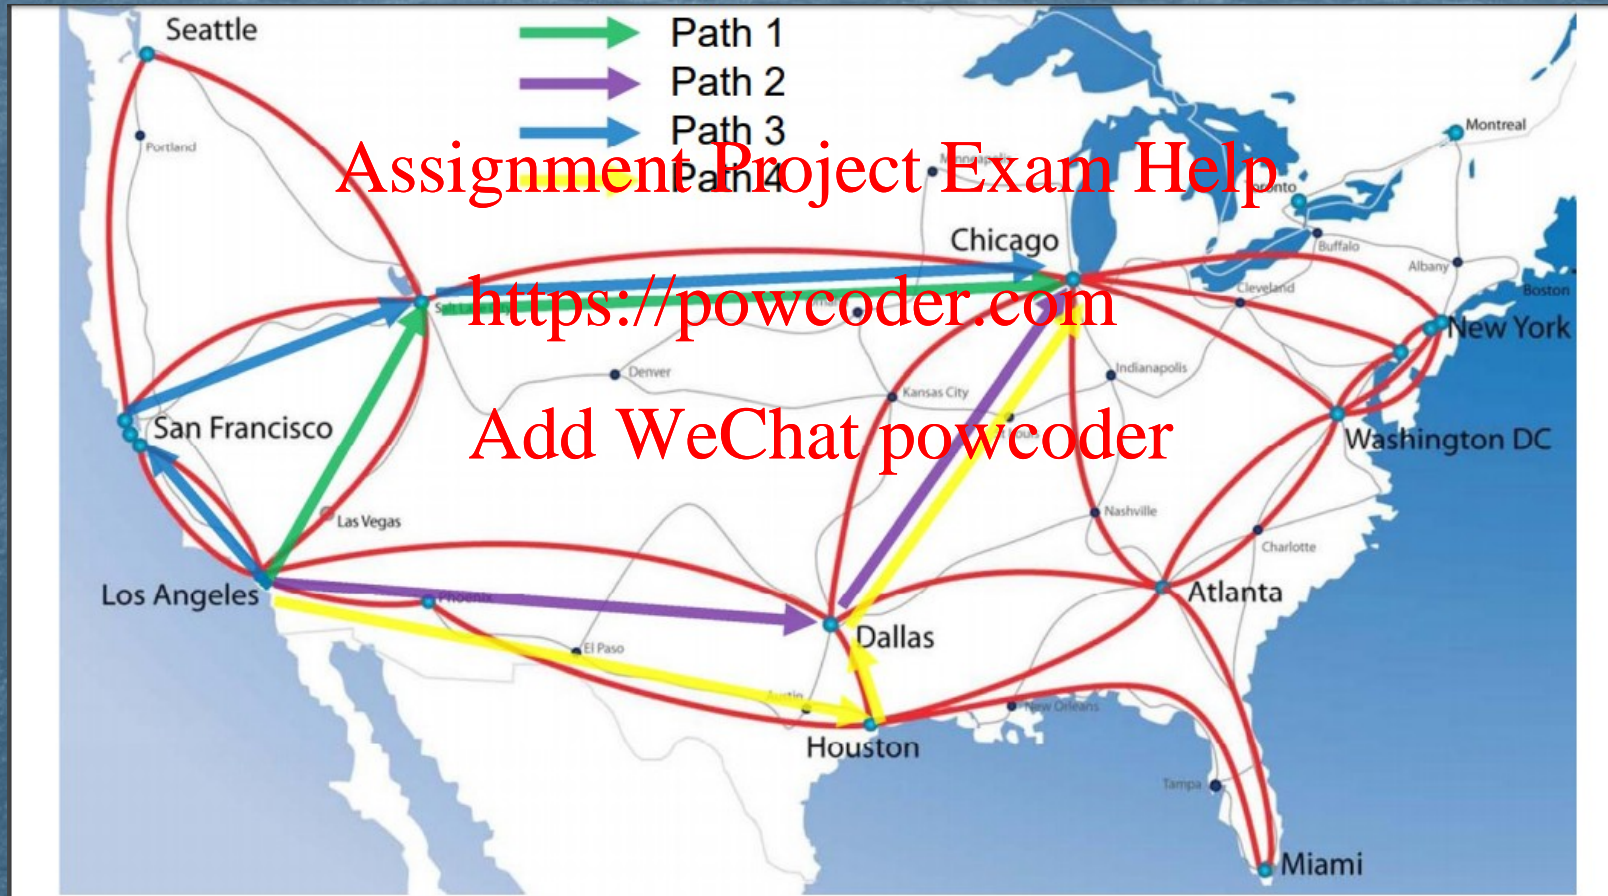 Seattle
Path 1
Path 2
Path 3
Path 4
Assignment Project Exam Help
Portland
Minneapolis
Montreal
Toronto
Chicago
Buffalo
Albany
Boston
Cleveland
https://powcoder.com
New York
Denver
Indianapolis
Kansas City
San Francisco
Add WeChat powcoder
Washington DC
Las Vegas
Nashville
Charlotte
Los Angeles
Phoenix
Atlanta
Dallas
El Paso
Austin
New Orleans
Houston
Tampa
Miami